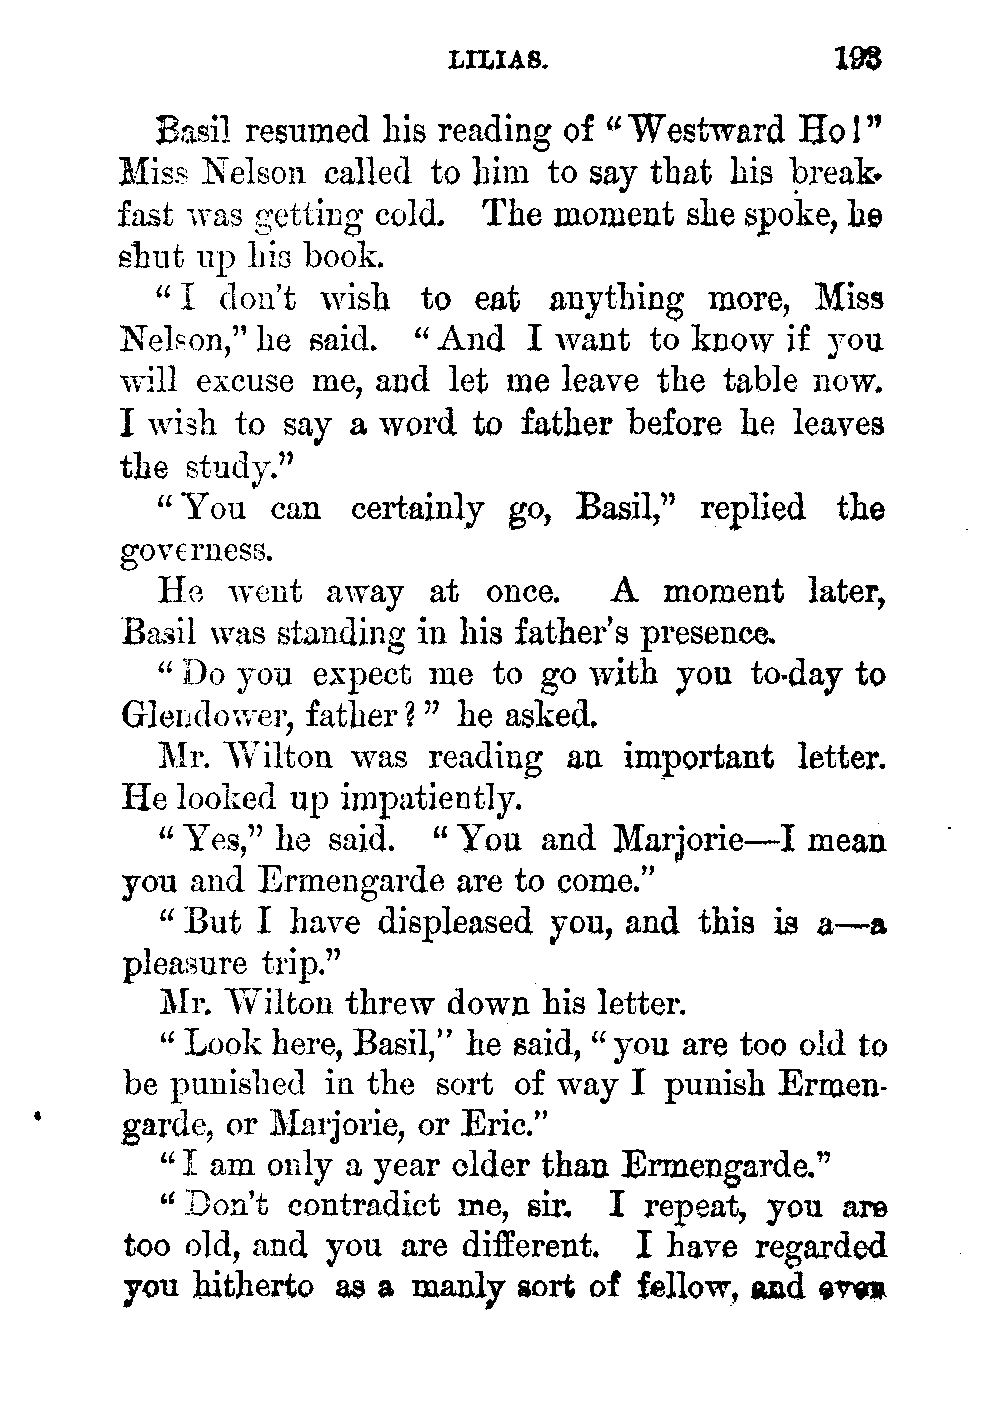 LILIAS. 193
Basil resumed his reading of “Westward Ho!”
Miss Nelson called to him to say that his break-
fast was getting cold. The moment she spoke, he
shut up his book.
“I don't wish to eat anything more, Miss
Nelson,” he said. “And I want to know if you
will excuse me, and let me leave the table now.
I wish to say a word to father before he leaves
the study.”
“You can certainly go, Basil,” replied the
governess.
He went away at once. A moment later,
Basil was standing in his father's presence.
“Do you expect me to go with you to-day to
Glendower, father?” he asked.
Mr. Wilton was reading an important letter.
He looked up impatiently.
“Yes,” he said. “You and Marjorie—I mean
you and Ermengarde are to come.”
“But I have displeased you, and this is a—a
pleasure trip.”
Mr. Wilton threw down his letter.
“Look here, Basil,” he said, “you are too old to
be punished in the sort of way I punish Ermen-
garde, or Marjorie, or Eric.”
“I am only a year older than Ermengarde.”
“Don't contradict me, sir. I repeat, you are
too old, and you are different. I have regarded
you hitherto as a manly sort of fellow, and even